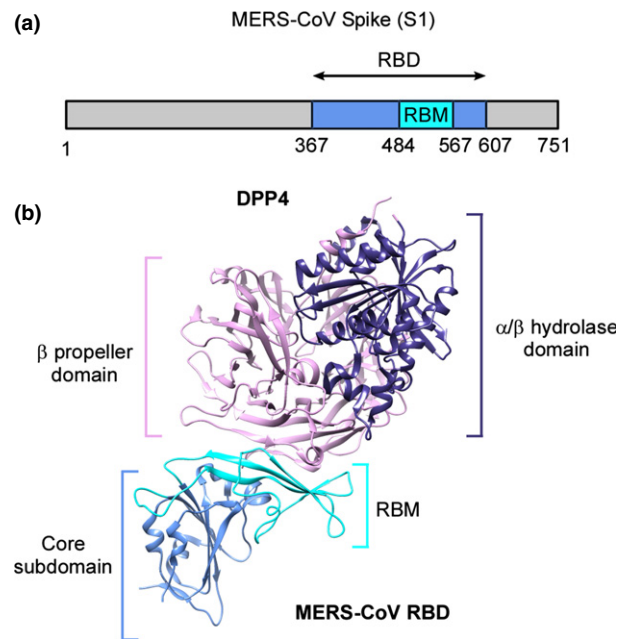 (a)
MERS-CoV Spike (S1)
RBD
RBM
1 367 484 567 607 751
(b)
DPP4
β propeller
domain
α/β hydrolase
domain
RBM
Core
subdomain
MERS-CoV RBD